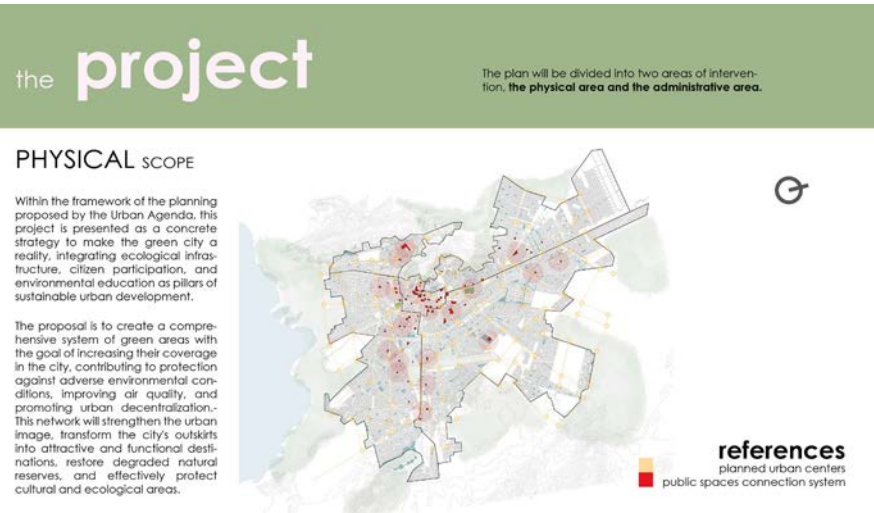 the project
The plan will be divided into two areas of interven-
tion, the physical area and the administrative area.
PHYSICAL SCOPE
Within the framework of the planning
proposed by the Urban Agenda, this
project is presented as a concrete
strategy to make the green city a
reality, integrating ecological infras-
tructure, citizen participation, and
environmental education as pillars of
sustainable urban development.
The proposal is to create a compre-
hensive system of green areas with
the goal of increasing their coverage
in the city, contributing to protection
against adverse environmental con-
ditions, improving air quality, and
promoting urban decentralization.-
This network will strengthen the urban
image, transform the city's outskirts
into attractive and functional desti-
nations, restore degraded natural
reserves, and effectively protect
cultural and ecological areas.
references
planned urban centers
public spaces connection system